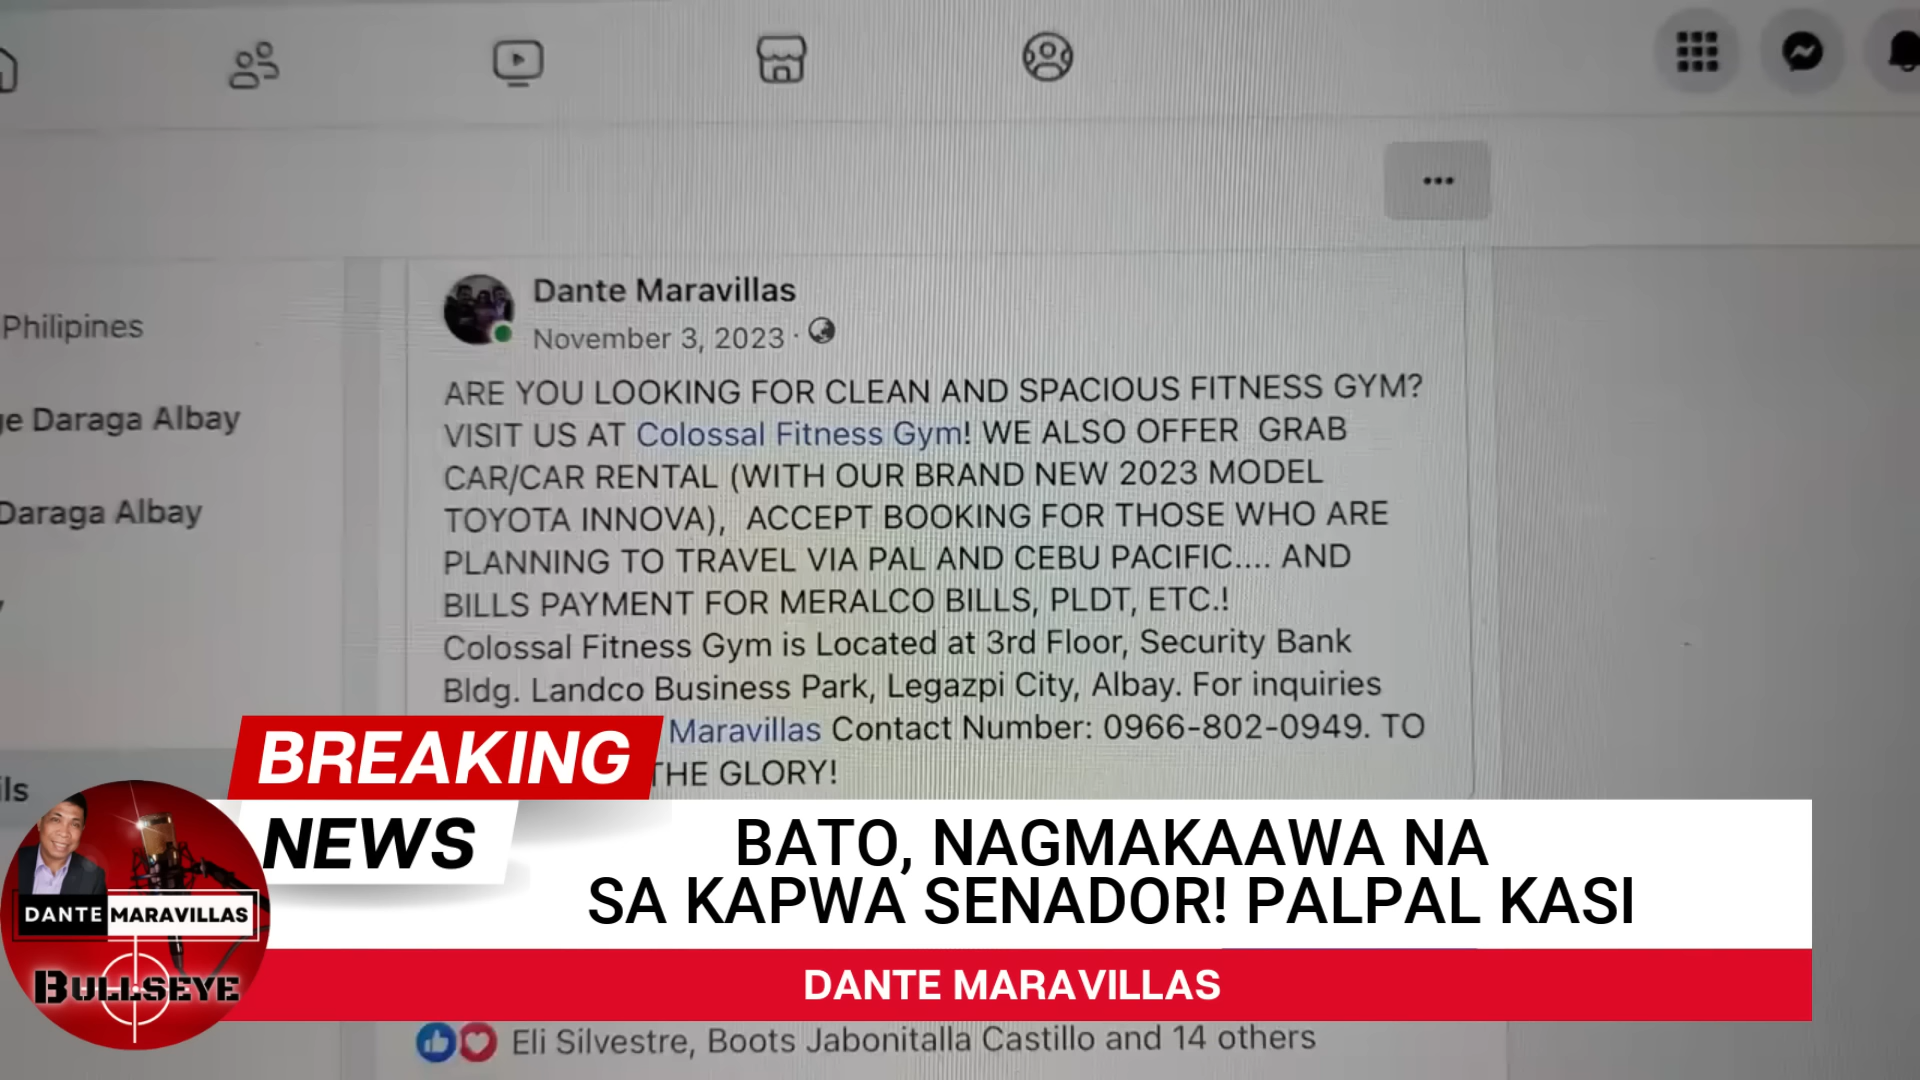 Philipines
ge Daraga Albay
Daraga Albay
ils
Dante Maravillas
November 3, 2023 ·
ARE YOU LOOKING FOR CLEAN AND SPACIOUS FITNESS GYM?
VISIT US AT Colossal Fitness Gym! WE ALSO OFFER GRAB
CAR/CAR RENTAL (WITH OUR BRAND NEW 2023 MODEL
TOYOTA INNOVA), ACCEPT BOOKING FOR THOSE WHO ARE
PLANNING TO TRAVEL VIA PAL AND CEBU PACIFIC.... AND
BILLS PAYMENT FOR MERALCO BILLS, PLDT, ETC.!
Colossal Fitness Gym is Located at 3rd Floor, Security Bank
Bldg. Landco Business Park, Legazpi City, Albay. For inquiries
Maravillas Contact Number: 0966-802-0949. TO
THE GLORY!
BREAKING
NEWS
BATO, NAGMAKAAWA NA
SA KAPWA SENADOR! PALPAL KASI
DANTE MARAVILLAS
DANTE MARAVILLAS
BULLSEYE
Eli Silvestre, Boots Jabonitalla Castillo and 14 others